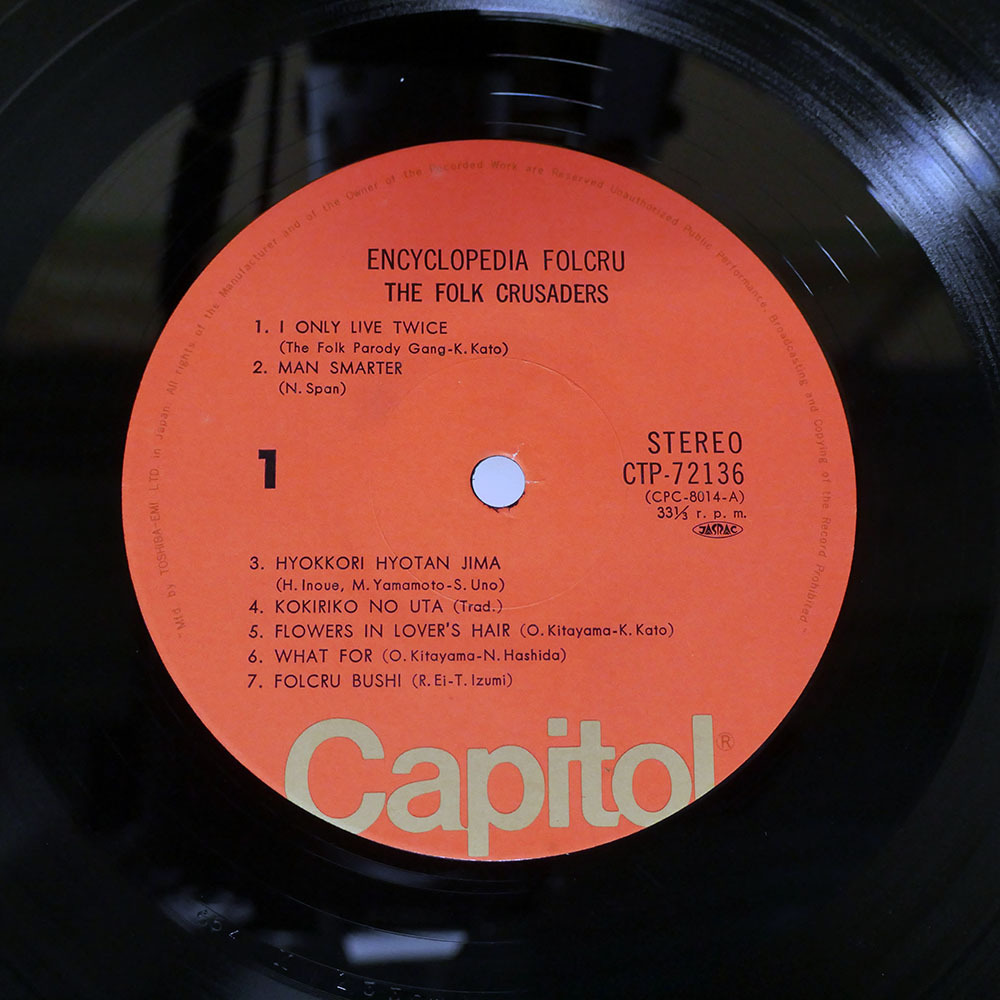 Mfd by TOSHIBA-EMI LTD. in Japan. All rights of the Manufacturer and of the Owner of the Recorded Work are Reserved Unauthorized Public Performance, Broadcasting and Copying of the Record Prohibited.
ENCYCLOPEDIA FOLCRU
THE FOLK CRUSADERS
1. I ONLY LIVE TWICE
(The Folk Parody Gang-K. Kato)
2. MAN SMARTER
(N. Span)
1
STEREO
CTP-72136
(CPC-8014-A)
33⅓ r. p. m.
JASRAC
3. HYOKKORI HYOTAN JIMA
(H. Inoue, M. Yamamoto-S. Uno)
4. KOKIRIKO NO UTA (Trad.)
5. FLOWERS IN LOVER'S HAIR (O. Kitayama-K. Kato)
6. WHAT FOR (O. Kitayama-N. Hashida)
7. FOLCRU BUSHI (R. Ei-T. Izumi)
Capitol®